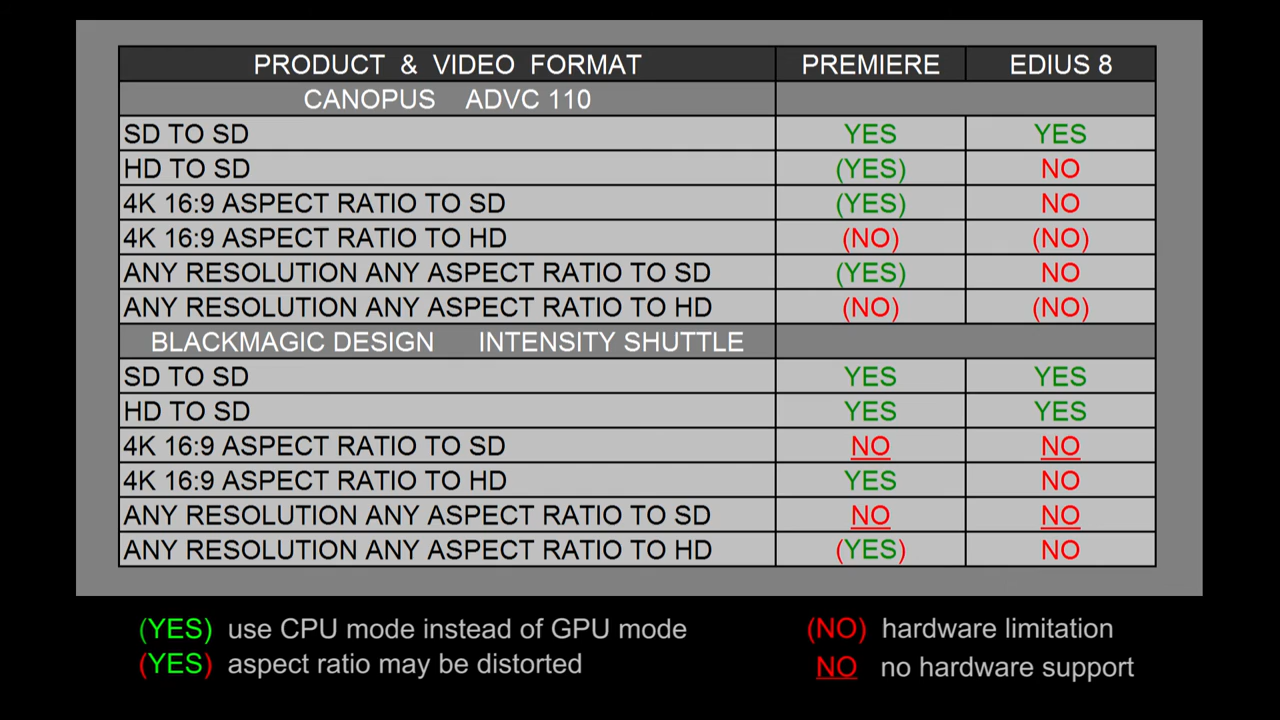 PRODUCT & VIDEO FORMAT PREMIERE EDIUS 8
CANOPUS ADVC 110
SD TO SD YES YES
HD TO SD (YES) NO
4K 16:9 ASPECT RATIO TO SD (YES) NO
4K 16:9 ASPECT RATIO TO HD (NO) (NO)
ANY RESOLUTION ANY ASPECT RATIO TO SD (YES) NO
ANY RESOLUTION ANY ASPECT RATIO TO HD (NO) (NO)
BLACKMAGIC DESIGN INTENSITY SHUTTLE
SD TO SD YES YES
HD TO SD YES YES
4K 16:9 ASPECT RATIO TO SD NO NO
4K 16:9 ASPECT RATIO TO HD YES NO
ANY RESOLUTION ANY ASPECT RATIO TO SD NO NO
ANY RESOLUTION ANY ASPECT RATIO TO HD (YES) NO
(YES) use CPU mode instead of GPU mode (NO) hardware limitation
(YES) aspect ratio may be distorted NO no hardware support